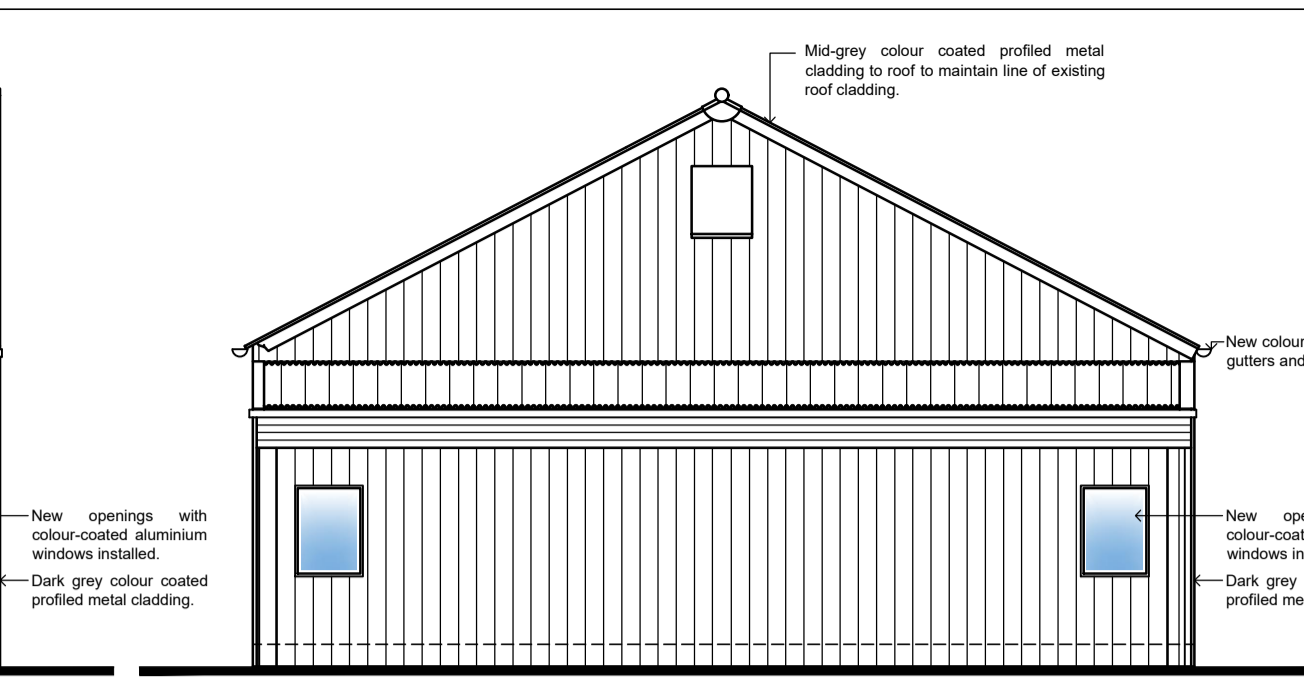 Mid-grey colour coated profiled metal
cladding to roof to maintain line of existing
roof cladding.
New colour
gutters and
New openings with
colour-coated aluminium
windows installed.
Dark grey colour coated
profiled metal cladding.
New
colour-coat
windows in
Dark grey
profiled me